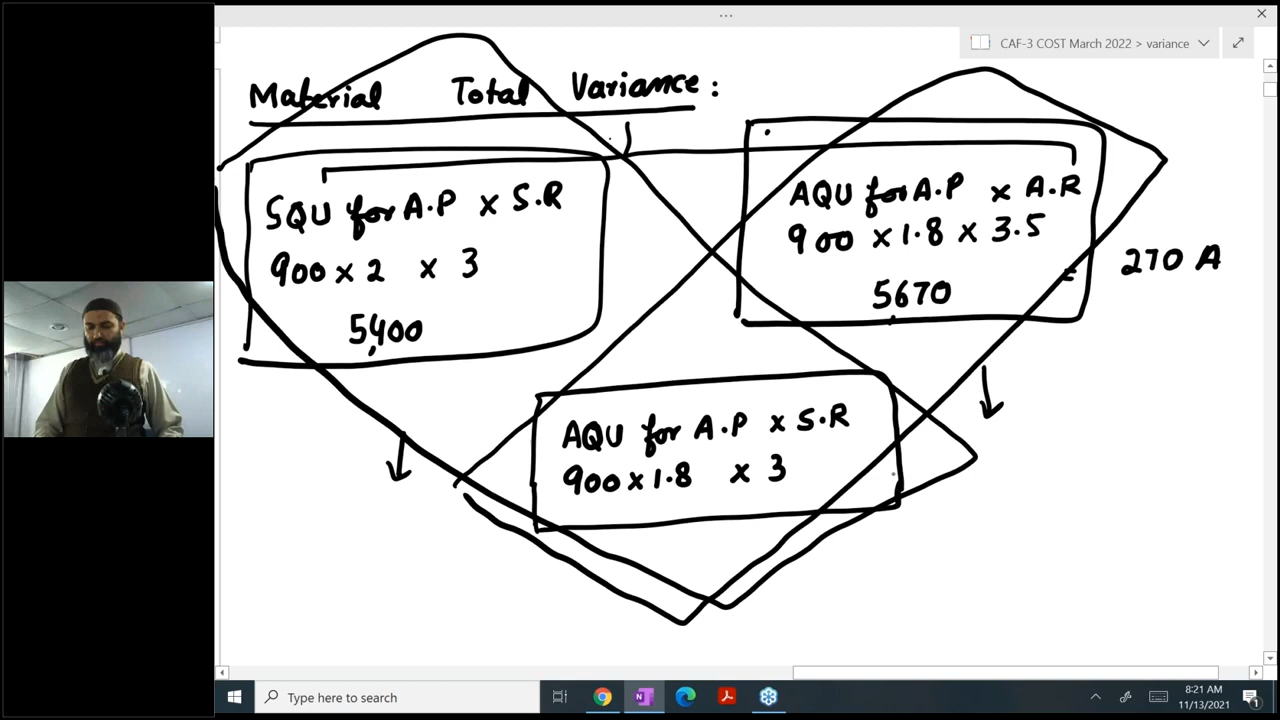 CAF-3 COST March 2022 > variance
Material Total Variance :
SQU for A.P x S.R
900 x 2 x 3
5,400
AQU for A.P x A.R
900 x 1.8 x 3.5
5670
= 270 A
AQU for A.P x S.R
900 x 1.8 x 3
Type here to search
8:21 AM
11/13/2021
1